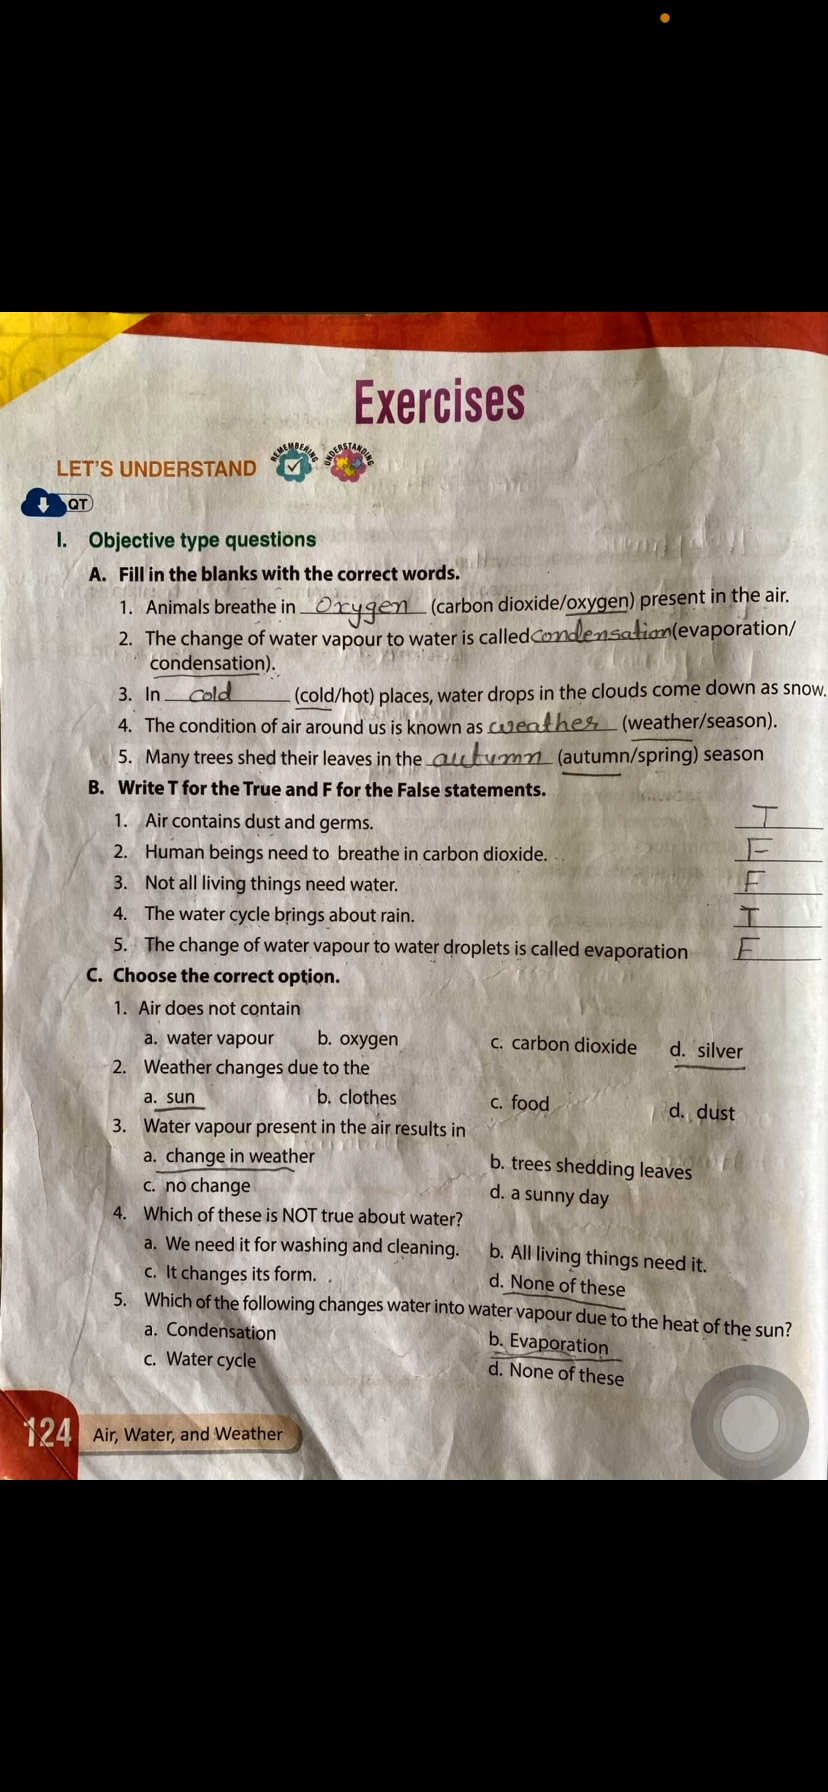 Exercises
LET'S UNDERSTAND REMEMBERING UNDERSTANDING
QT
I. Objective type questions
A. Fill in the blanks with the correct words.
1. Animals breathe in Oxygen (carbon dioxide/oxygen) present in the air.
2. The change of water vapour to water is called condensation (evaporation/
condensation).
3. In cold (cold/hot) places, water drops in the clouds come down as snow.
4. The condition of air around us is known as weather (weather/season).
5. Many trees shed their leaves in the autumn (autumn/spring) season
B. Write T for the True and F for the False statements.
1. Air contains dust and germs. T
2. Human beings need to breathe in carbon dioxide. F
3. Not all living things need water. F
4. The water cycle brings about rain. T
5. The change of water vapour to water droplets is called evaporation F
C. Choose the correct option.
1. Air does not contain
a. water vapour b. oxygen c. carbon dioxide d. silver
2. Weather changes due to the
a. sun b. clothes c. food d. dust
3. Water vapour present in the air results in
a. change in weather b. trees shedding leaves
c. no change d. a sunny day
4. Which of these is NOT true about water?
a. We need it for washing and cleaning. b. All living things need it.
c. It changes its form. d. None of these
5. Which of the following changes water into water vapour due to the heat of the sun?
a. Condensation b. Evaporation
c. Water cycle d. None of these
124 Air, Water, and Weather